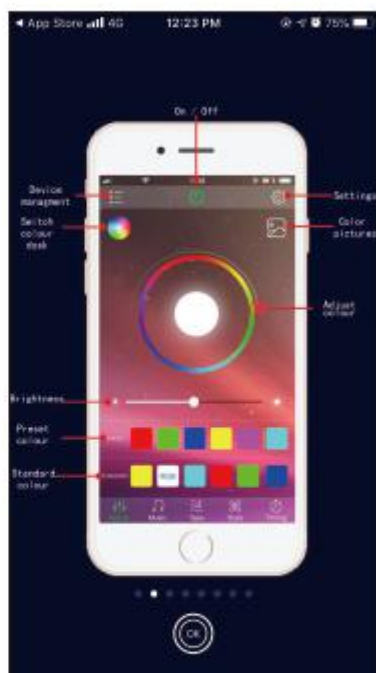 App Store 4G 12:23 PM 75%
On / Off
Device managment
Settings
Switch colour desk
Color pictures
Adjust colour
Brightness
Preset colour
Standard colour
RGB
Music
Timing
OK